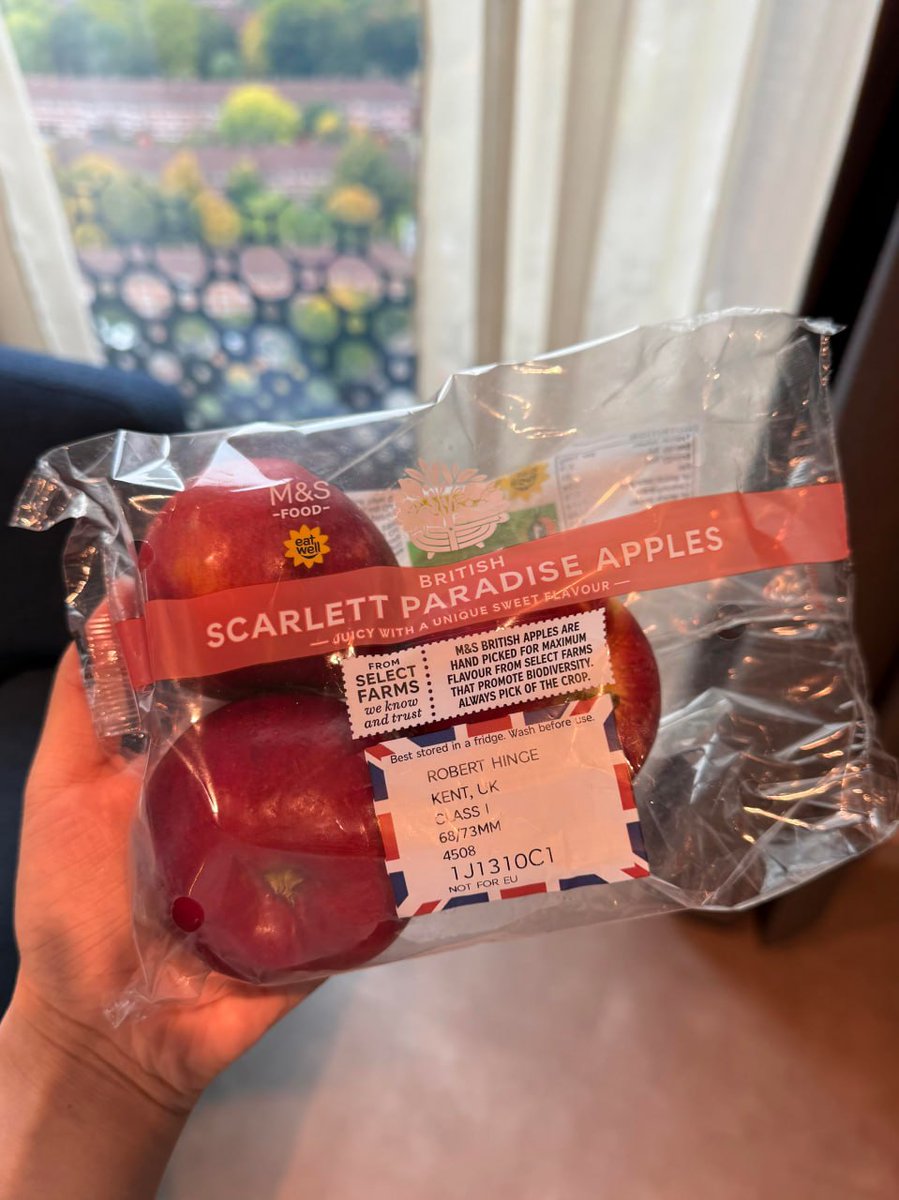 M&S
-FOOD-
eat
well
BRITISH
SCARLETT PARADISE APPLES
— JUICY WITH A UNIQUE SWEET FLAVOUR —
FROM
SELECT
FARMS
we know
and trust
M&S BRITISH APPLES ARE
HAND PICKED FOR MAXIMUM
FLAVOUR FROM SELECT FARMS
THAT PROMOTE BIODIVERSITY.
ALWAYS PICK OF THE CROP.
Best stored in a fridge. Wash before use.
ROBERT HINGE
KENT, UK
CLASS I
68/73MM
4508
1J1310C1
NOT FOR EU